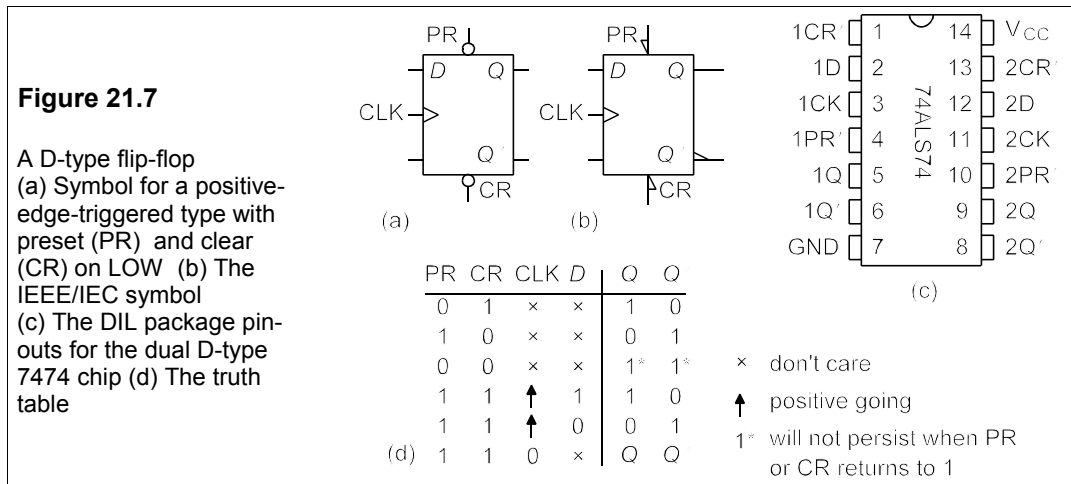 Figure 21.7
A D-type flip-flop
(a) Symbol for a positive-
edge-triggered type with
preset (PR) and clear
(CR) on LOW (b) The
IEEE/IEC symbol
(c) The DIL package pin-
outs for the dual D-type
7474 chip (d) The truth
table
PR
D Q
CLK
Q′
CR
(a)
PR
D Q
CLK
Q′
CR
(b)
1CR′ 1 14 VCC
1D 2 13 2CR′
1CK 3 12 2D
1PR′ 4 11 2CK
1Q 5 10 2PR′
1Q′ 6 9 2Q
GND 7 8 2Q′
74ALS74
(c)
PR CR CLK D Q Q′
0 1 × × 1 0
1 0 × × 0 1
0 0 × × 1* 1*
1 1 ↑ 1 1 0
1 1 ↑ 0 0 1
(d) 1 1 0 × Q Q′
× don't care
↑ positive going
1* will not persist when PR
or CR returns to 1